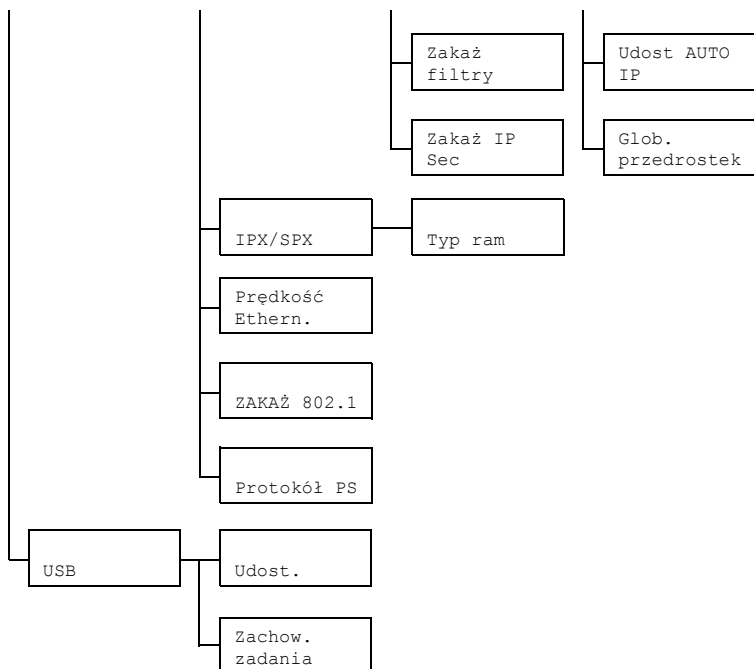 Zakaż
filtry
Udost AUTO
IP
Zakaż IP
Sec
Glob.
przedrostek
IPX/SPX
Typ ram
Prędkość
Ethern.
ZAKAŻ 802.1
Protokół PS
USB
Udost.
Zachow.
zadania